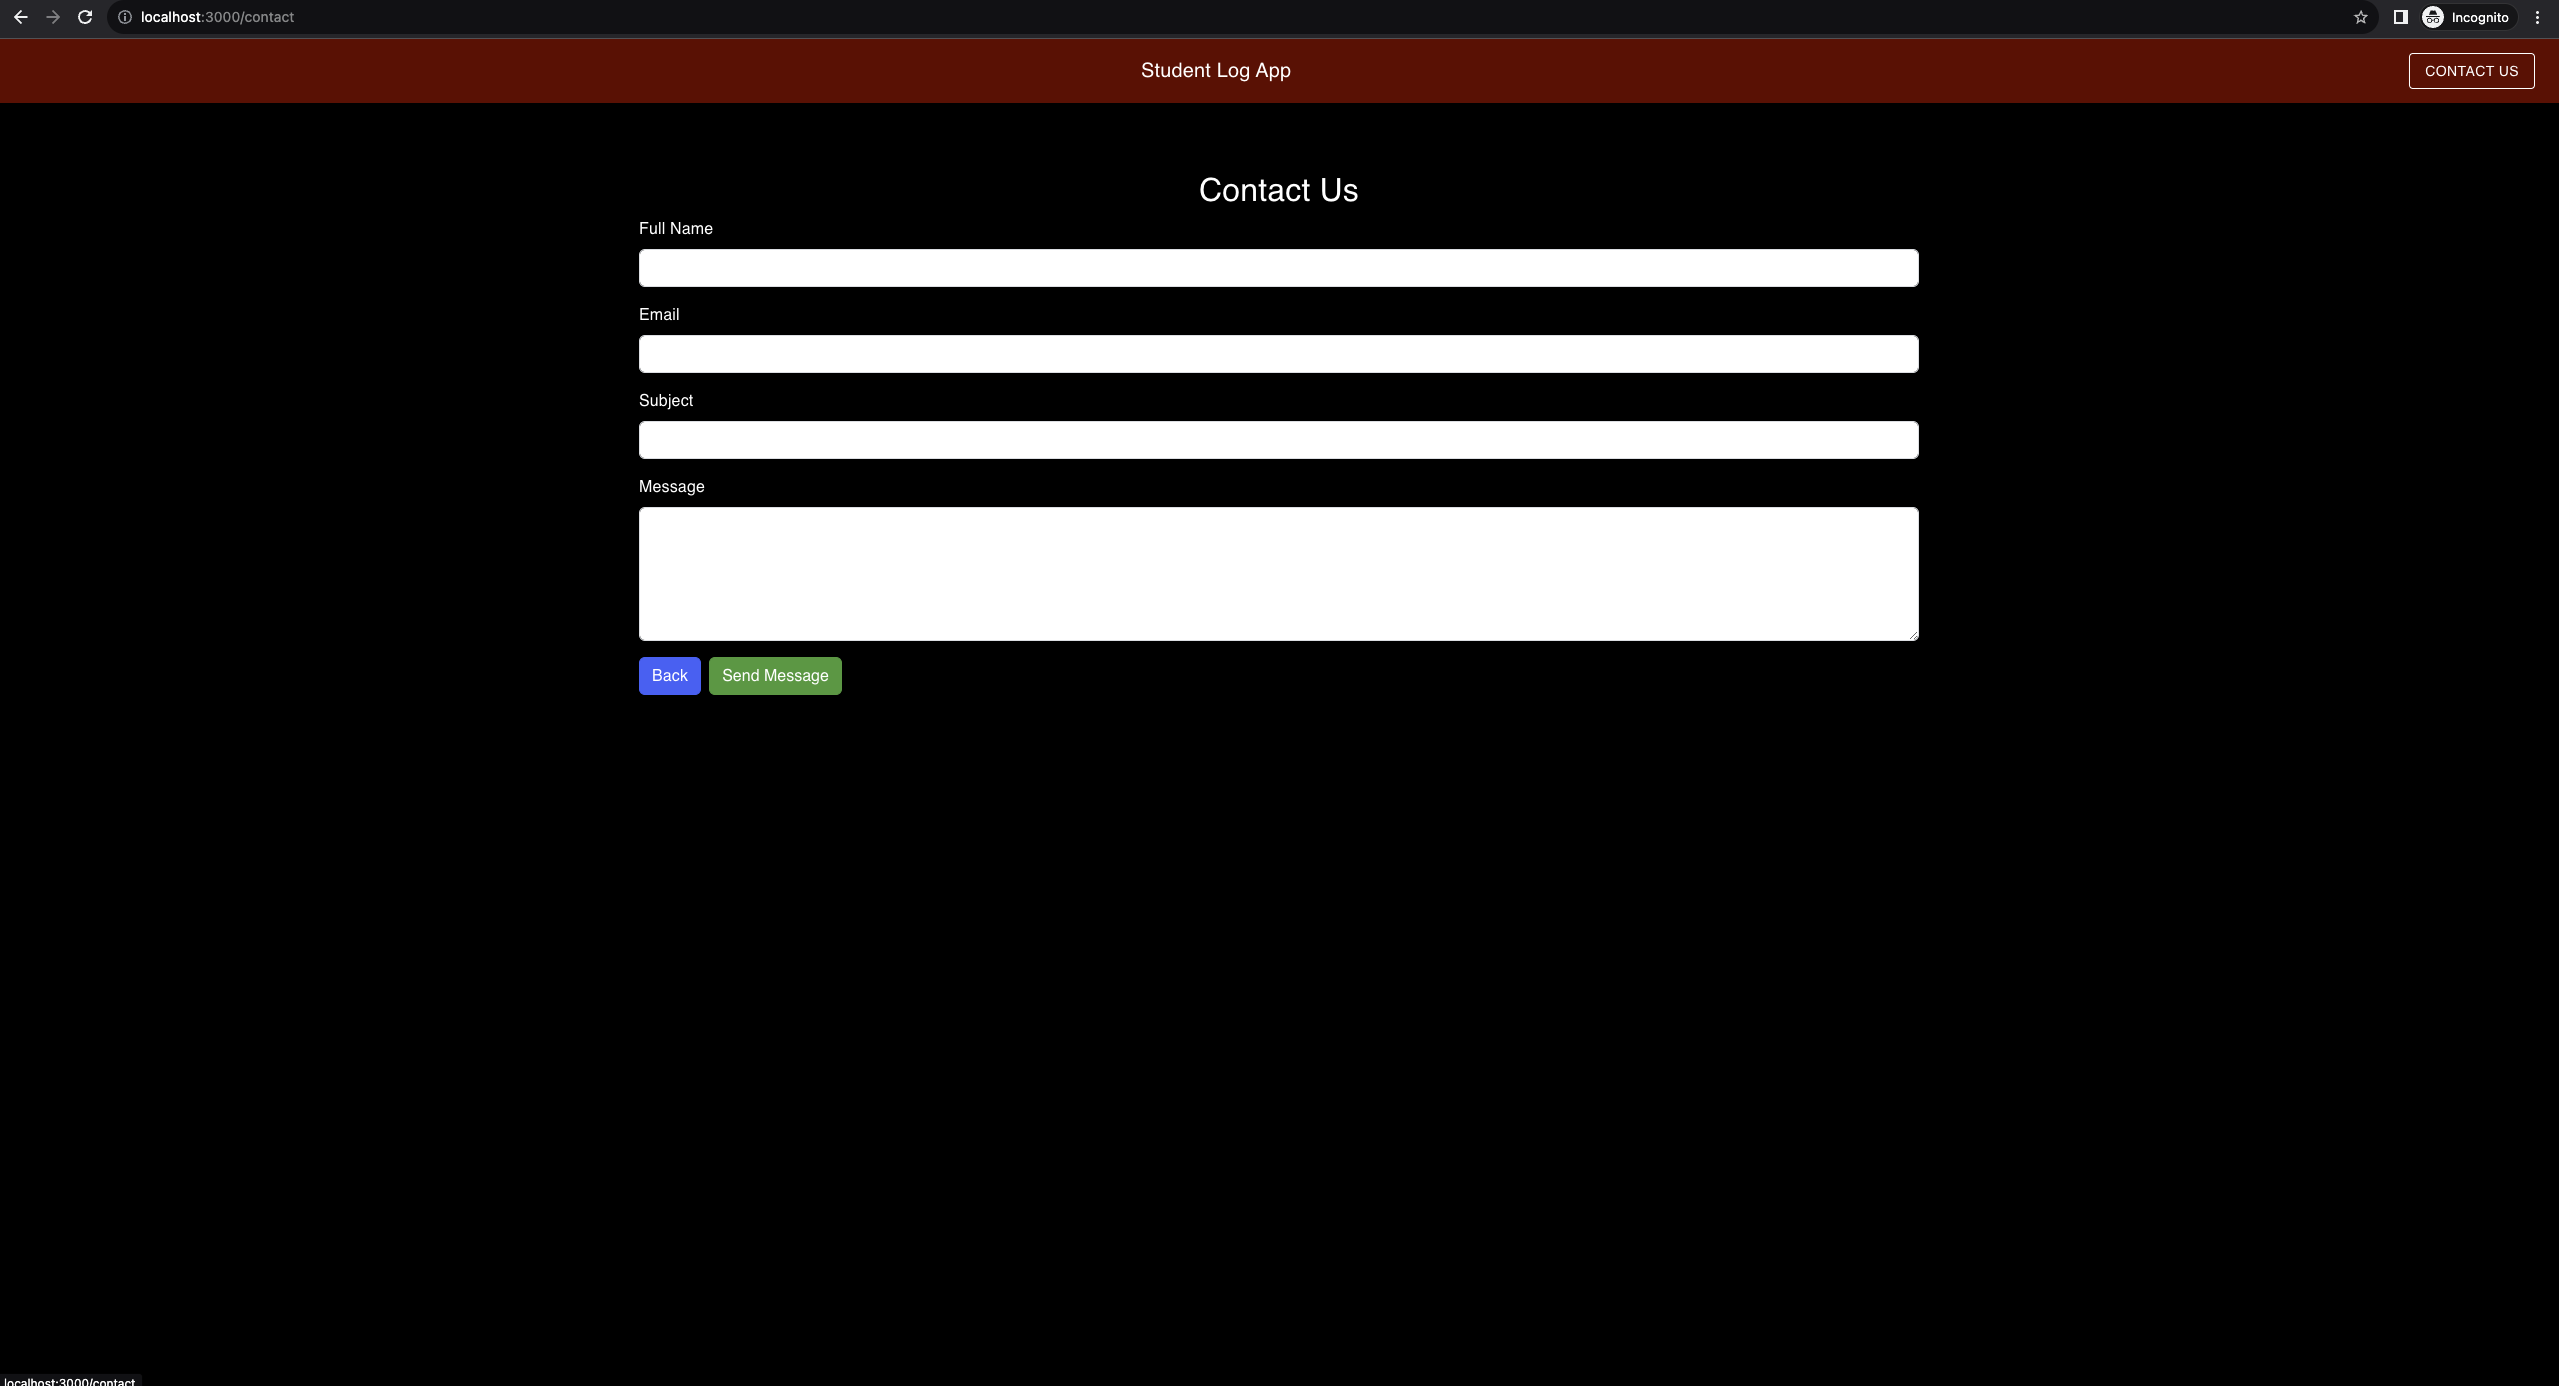 localhost:3000/contact
Incognito
Student Log App
CONTACT US
Contact Us
Full Name
Email
Subject
Message
Back
Send Message
localhost:3000/contact